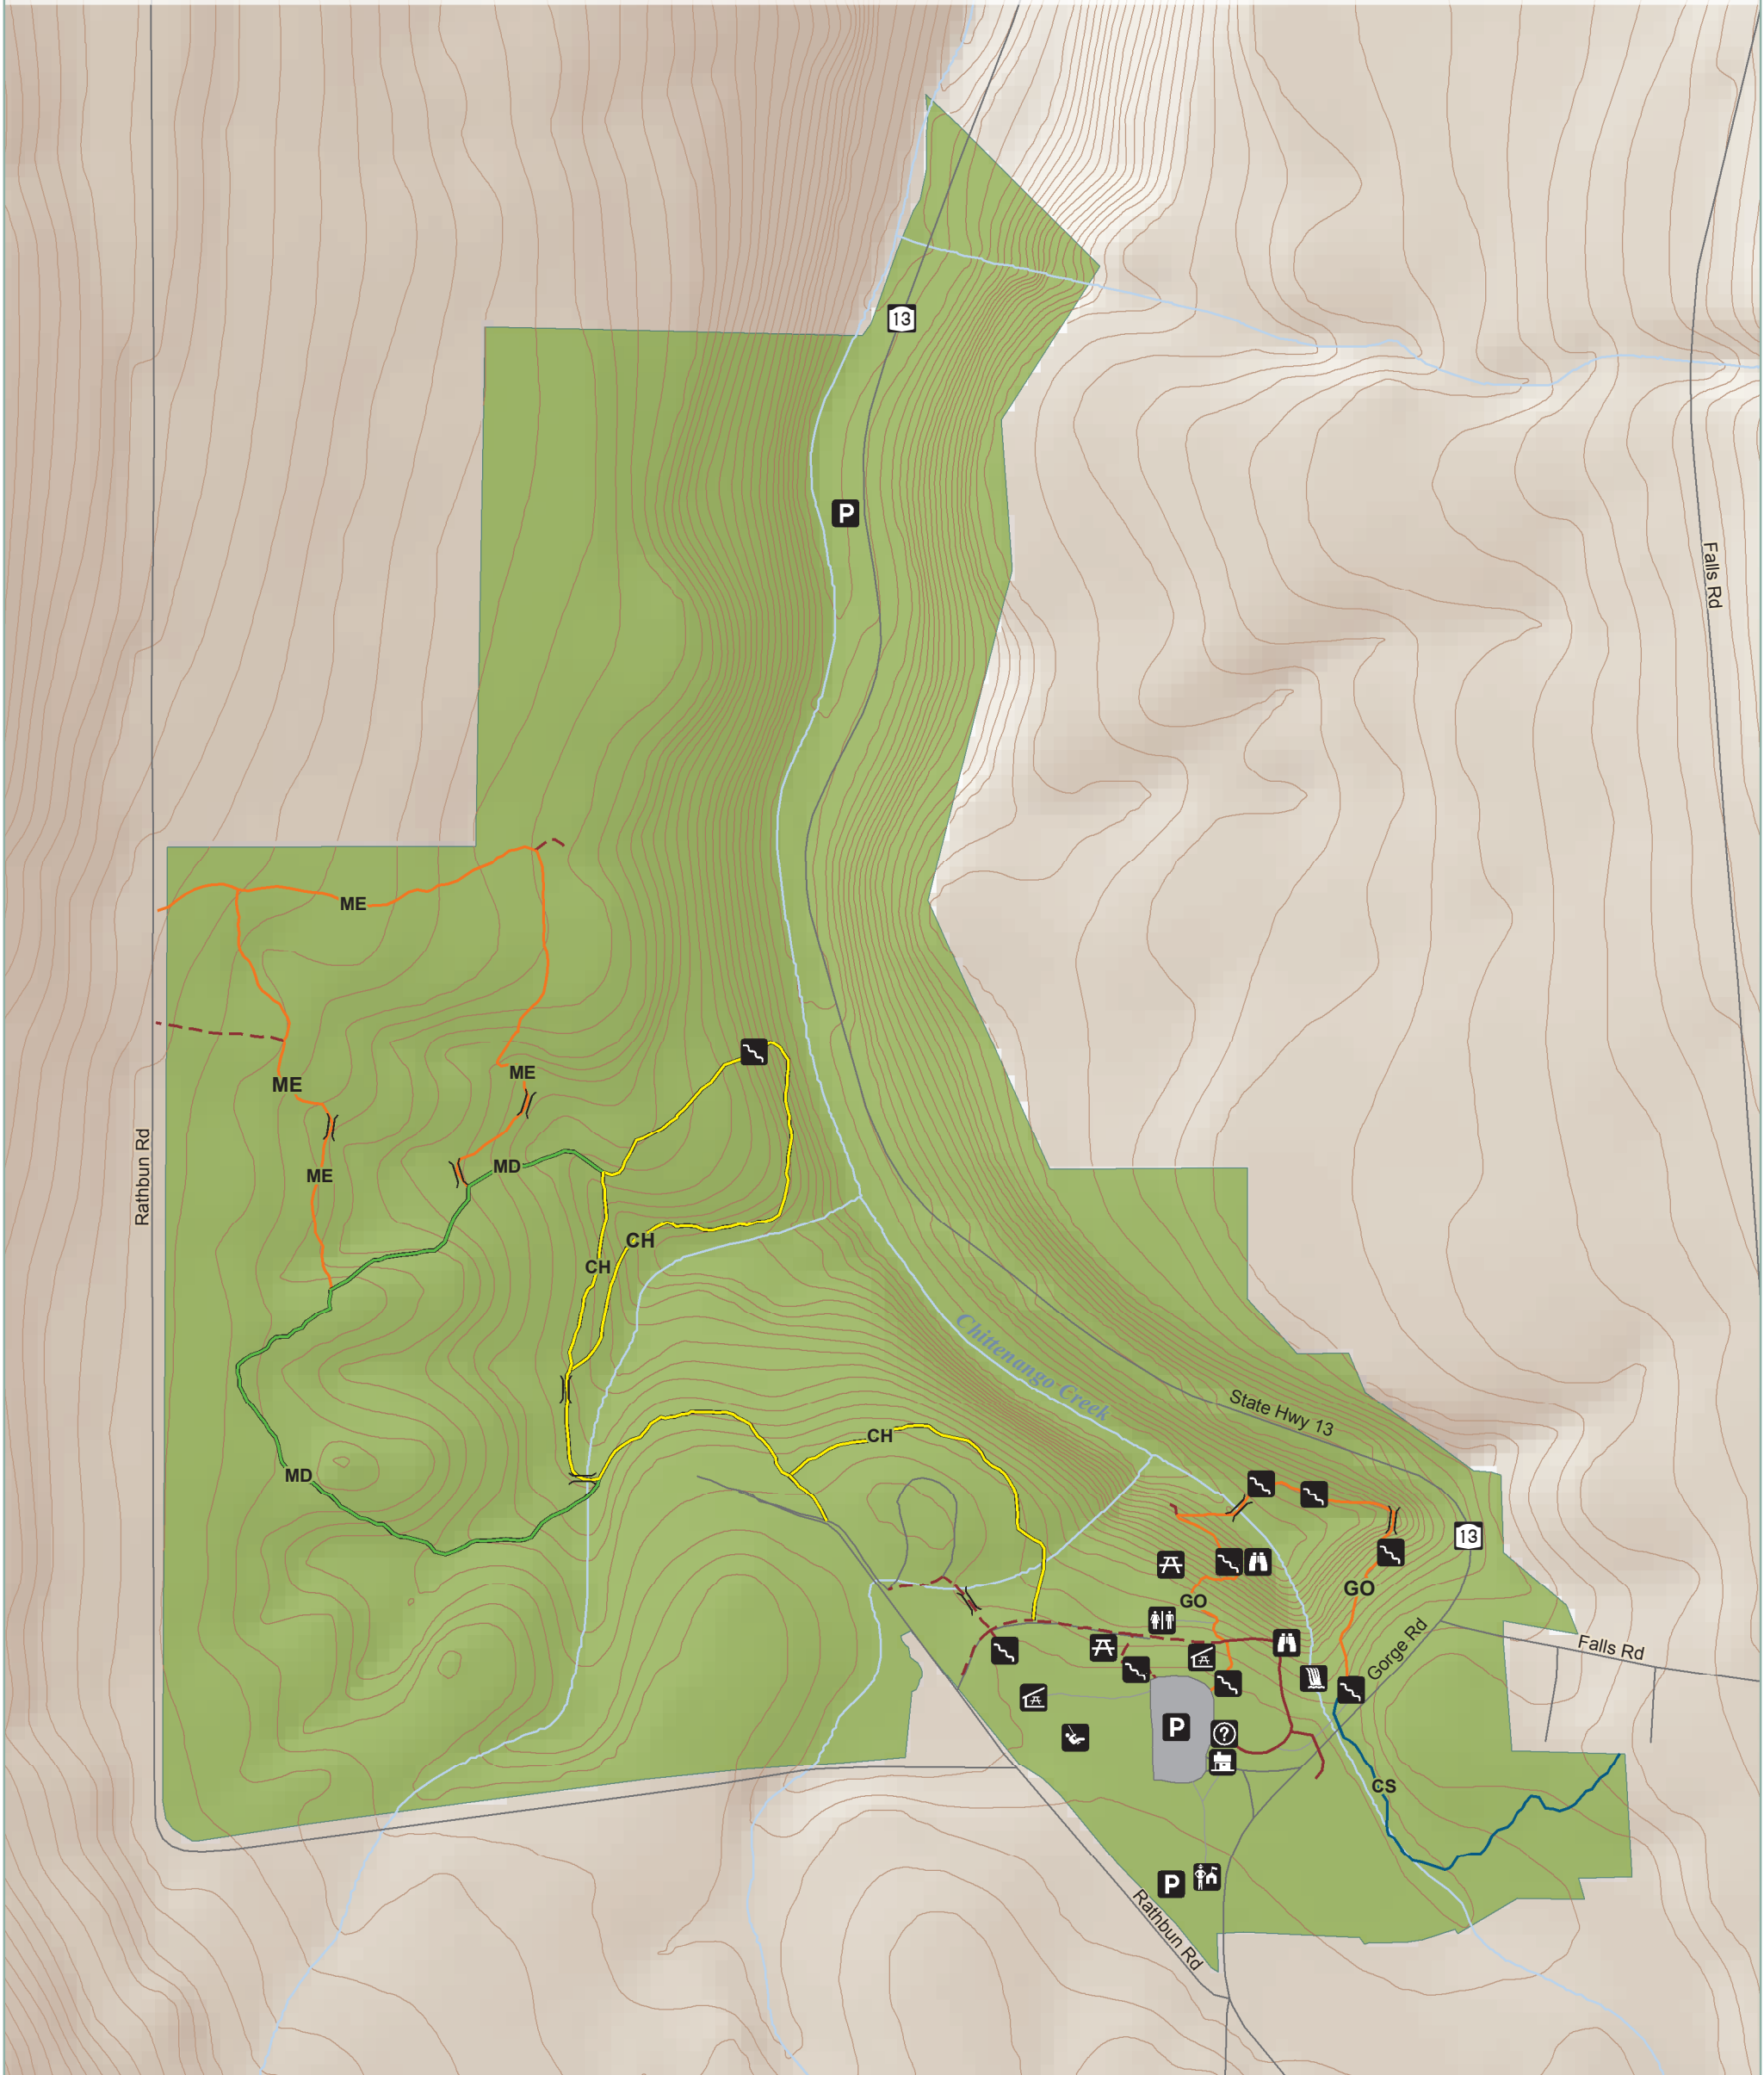 13
P
Falls Rd
ME
ME
ME
MD
ME
Rathbun Rd
CH
CH
Chittenango Creek
State Hwy 13
CH
MD
13
GO
GO
Gorge Rd
Falls Rd
P
?
CS
P
Rathbun Rd